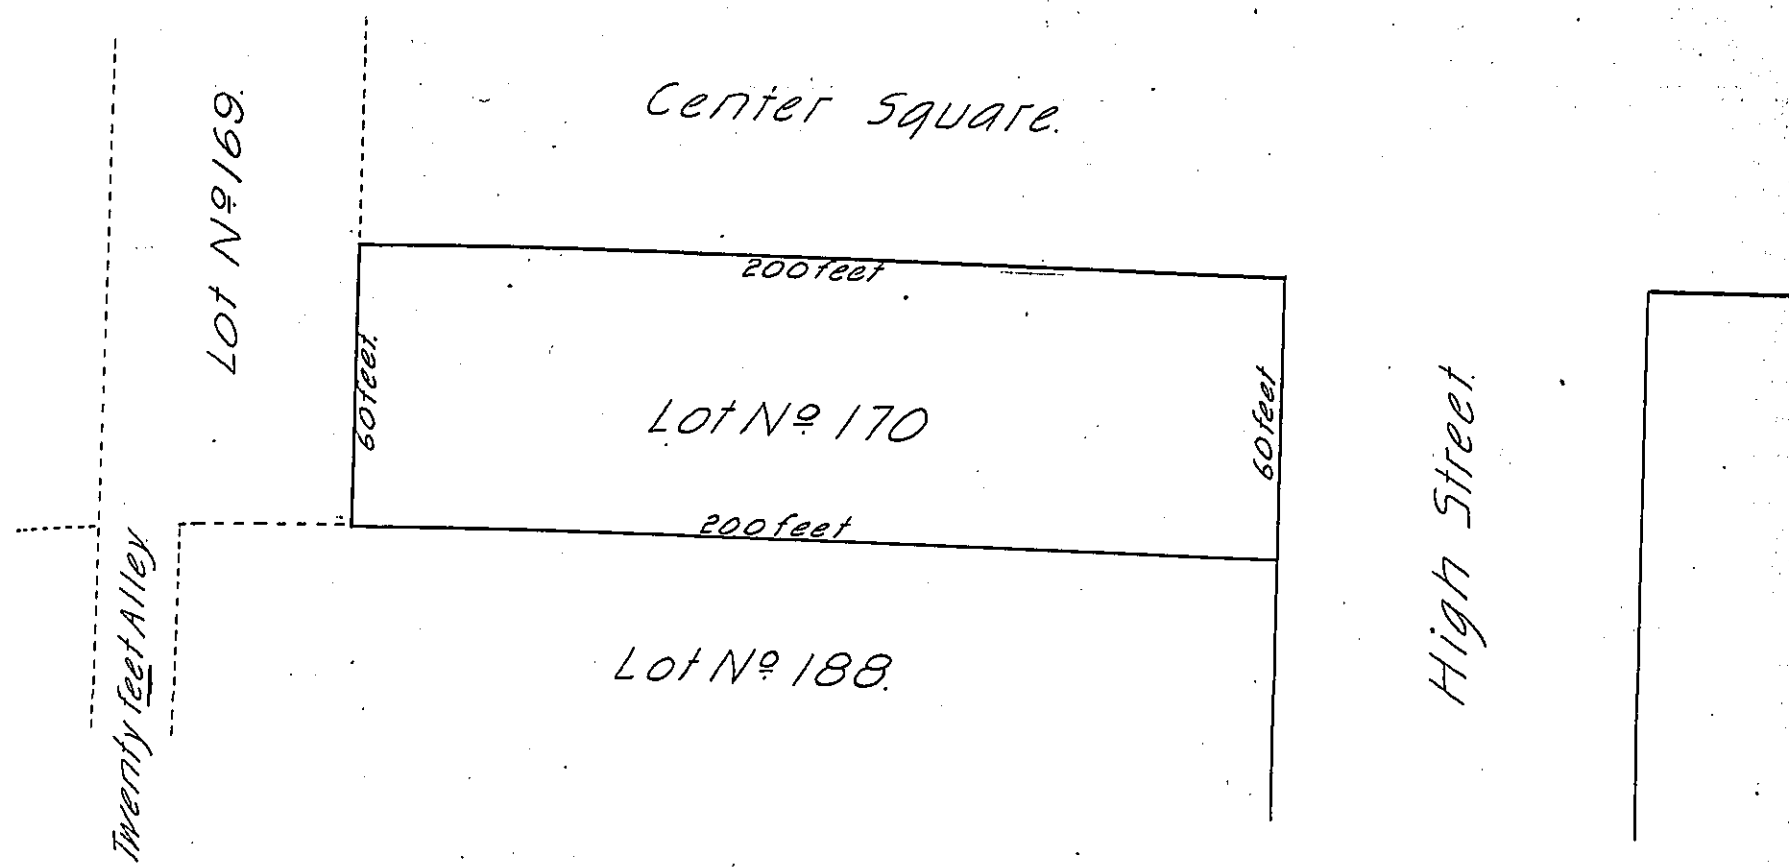 Center Square.
Lot Nº 169.
200 feet
60 feet.
Lot Nº 170
60 feet
High Street.
200 feet
Twenty feet Alley.
Lot Nº 188.